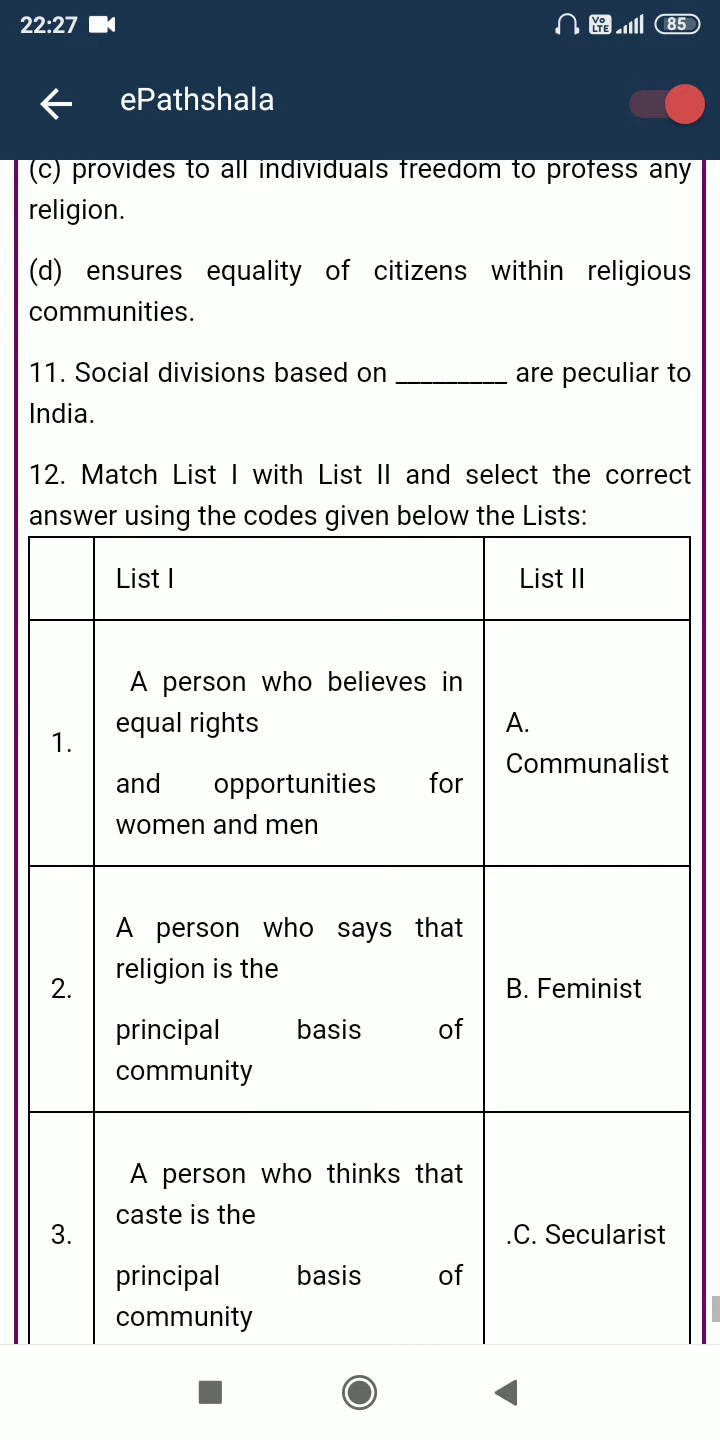 22:27
Vo LTE
85
ePathshala
(c) provides to all individuals freedom to profess any
religion.
(d) ensures equality of citizens within religious
communities.
11. Social divisions based on _________ are peculiar to
India.
12. Match List I with List II and select the correct
answer using the codes given below the Lists:
List I
List II
1.
A person who believes in
equal rights
and opportunities for
women and men
A.
Communalist
2.
A person who says that
religion is the
principal basis of
community
B. Feminist
3.
A person who thinks that
caste is the
principal basis of
community
.C. Secularist